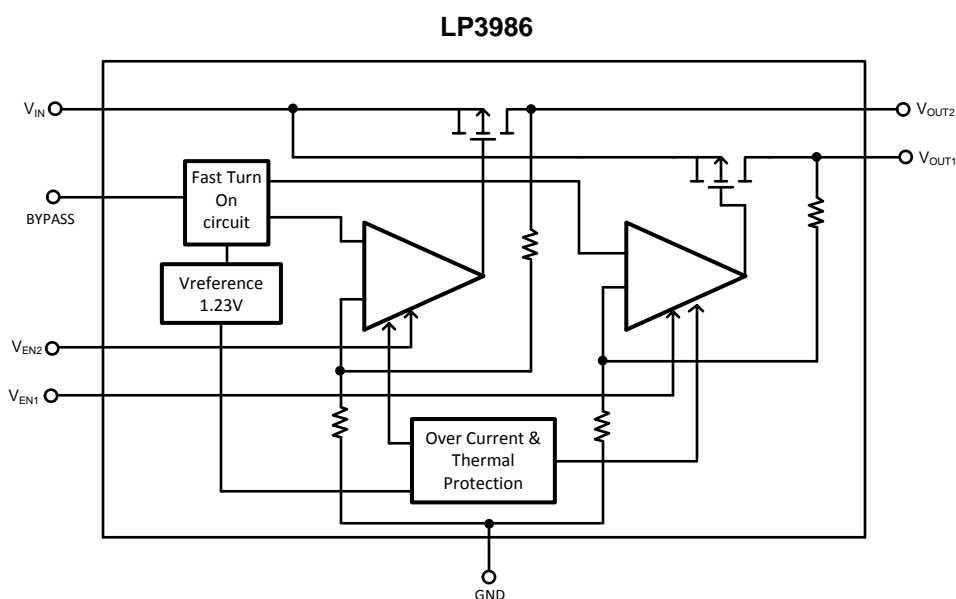 LP3986
VIN
VOUT2
VOUT1
Fast Turn
On
circuit
BYPASS
Vreference
1.23V
VEN2
VEN1
Over Current &
Thermal
Protection
GND